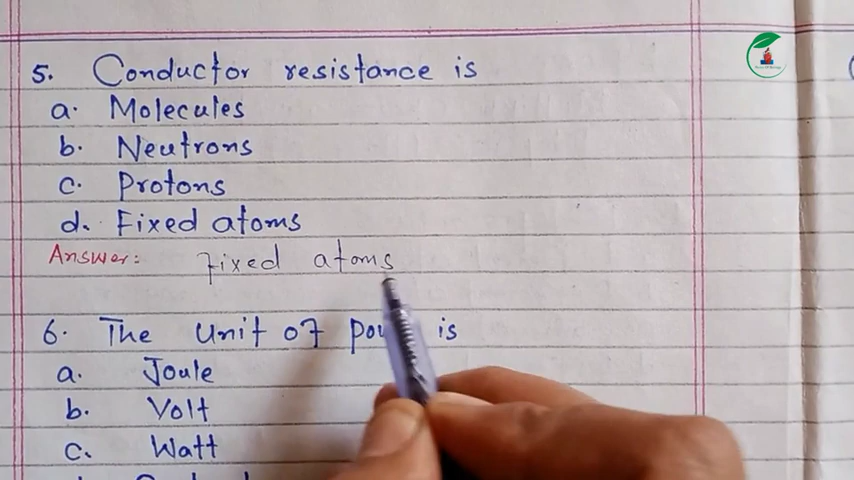 5. Conductor resistance is
a. Molecules
b. Neutrons
c. Protons
d. Fixed atoms
Answer: Fixed atoms
6. The Unit of is
a. Joule
b. Volt
c. Watt